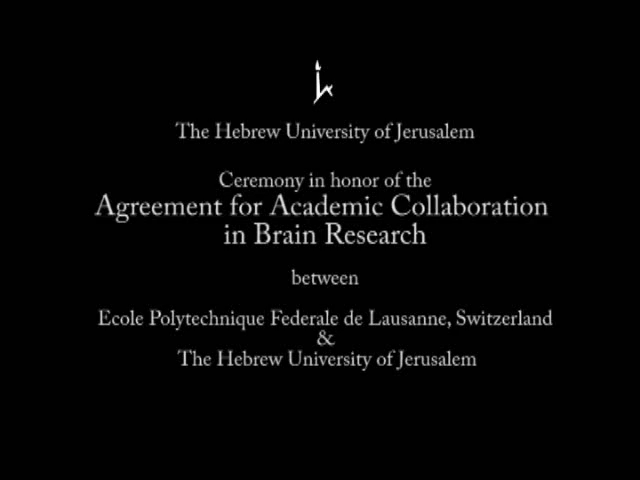 The Hebrew University of Jerusalem
Ceremony in honor of the
Agreement for Academic Collaboration
in Brain Research
between
Ecole Polytechnique Federale de Lausanne, Switzerland
&
The Hebrew University of Jerusalem